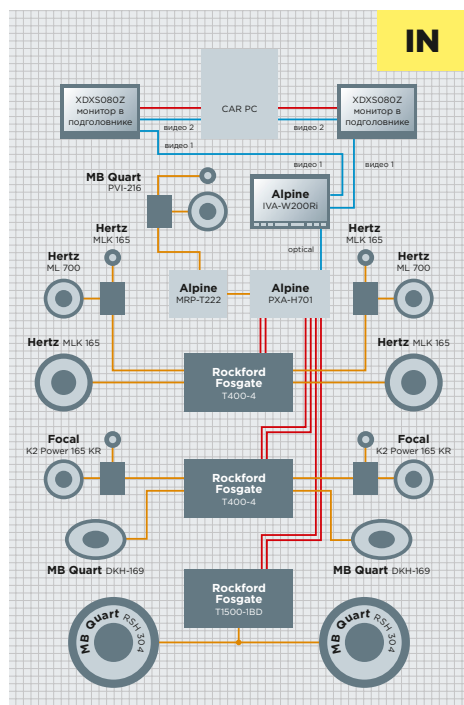 IN
XDXS080Z
монитор в
подголовнике
CAR PC
XDXS080Z
монитор в
подголовнике
видео 2
видео 2
видео 1
видео 1
видео 1
MB Quart
PVI-216
Alpine
IVA-W200Ri
Hertz
MLK 165
Hertz
MLK 165
optical
Hertz
ML 700
Hertz
ML 700
Alpine
MRP-T222
Alpine
PXA-H701
Hertz MLK 165
Hertz MLK 165
Rockford
Fosgate
T400-4
Focal
K2 Power 165 KR
Focal
K2 Power 165 KR
Rockford
Fosgate
T400-4
MB Quart DKH-169
MB Quart DKH-169
Rockford
Fosgate
T1500-1BD
MB Quart RSH 304
MB Quart RSH 304